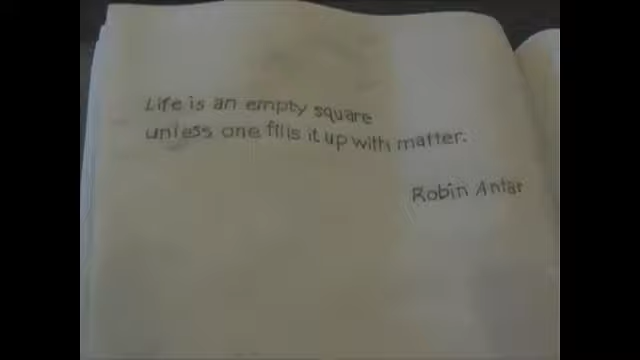 Life is an empty square
unless one fills it up with matter.
Robin Antar